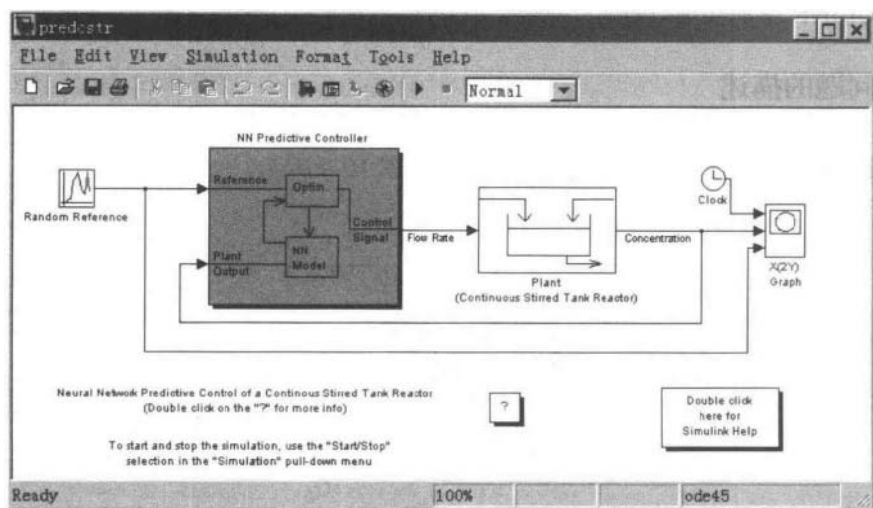 predcstr
File Edit View Simulation Format Tools Help
Normal
NN Predictive Controller
Random Reference
Reference
Optim.
Control
Signal
Plant
Output
NN
Model
Flow Rate
Plant
(Continuous Stirred Tank Reactor)
Concentration
Clock
X(2Y)
Graph
Neural Network Predictive Control of a Continous Stirred Tank Reactor
(Double click on the "?" for more info)
?
Double click
here for
Simulink Help
To start and stop the simulation, use the "Start/Stop"
selection in the "Simulation" pull-down menu
Ready 100% ode45